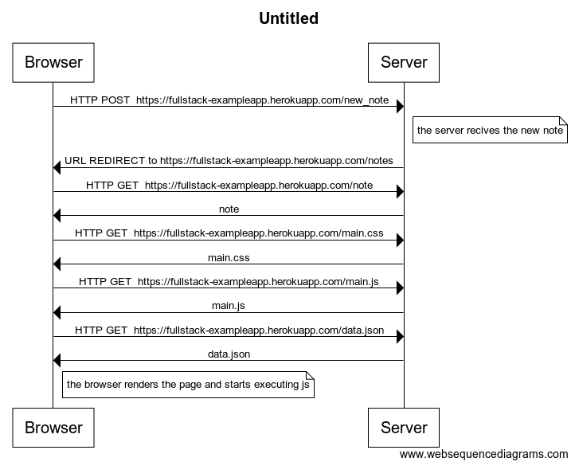 Untitled
Browser
Server
HTTP POST https://fullstack-exampleapp.herokuapp.com/new_note
the server recives the new note
URL REDIRECT to https://fullstack-exampleapp.herokuapp.com/notes
HTTP GET https://fullstack-exampleapp.herokuapp.com/note
note
HTTP GET https://fullstack-exampleapp.herokuapp.com/main.css
main.css
HTTP GET https://fullstack-exampleapp.herokuapp.com/main.js
main.js
HTTP GET https://fullstack-exampleapp.herokuapp.com/data.json
data.json
the browser renders the page and starts executing js
Browser
Server
www.websequencediagrams.com